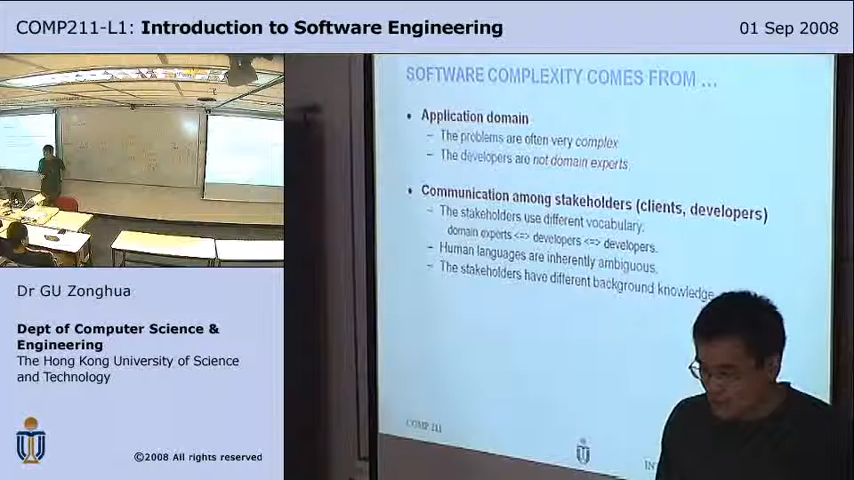 COMP211-L1: Introduction to Software Engineering
01 Sep 2008
SOFTWARE COMPLEXITY COMES FROM ...
• Application domain
– The problems are often very complex
– The developers are not domain experts.
• Communication among stakeholders (clients, developers)
– The stakeholders use different vocabulary.
domain experts <=> developers <=> developers.
– Human languages are inherently ambiguous.
– The stakeholders have different background knowledge
COMP 211
Dr GU Zonghua
Dept of Computer Science &
Engineering
The Hong Kong University of Science
and Technology
©2008 All rights reserved